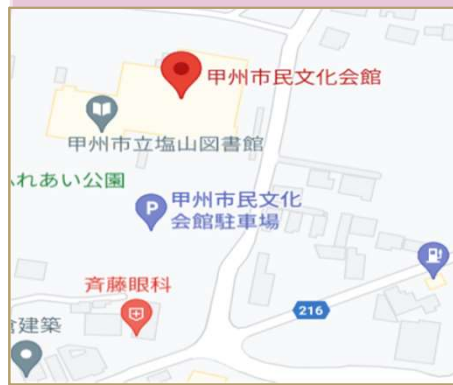 甲州市民文化会館
甲州市立塩山図書館
れあい公園
甲州市民文化
会館駐車場
P
斉藤眼科
216
建築